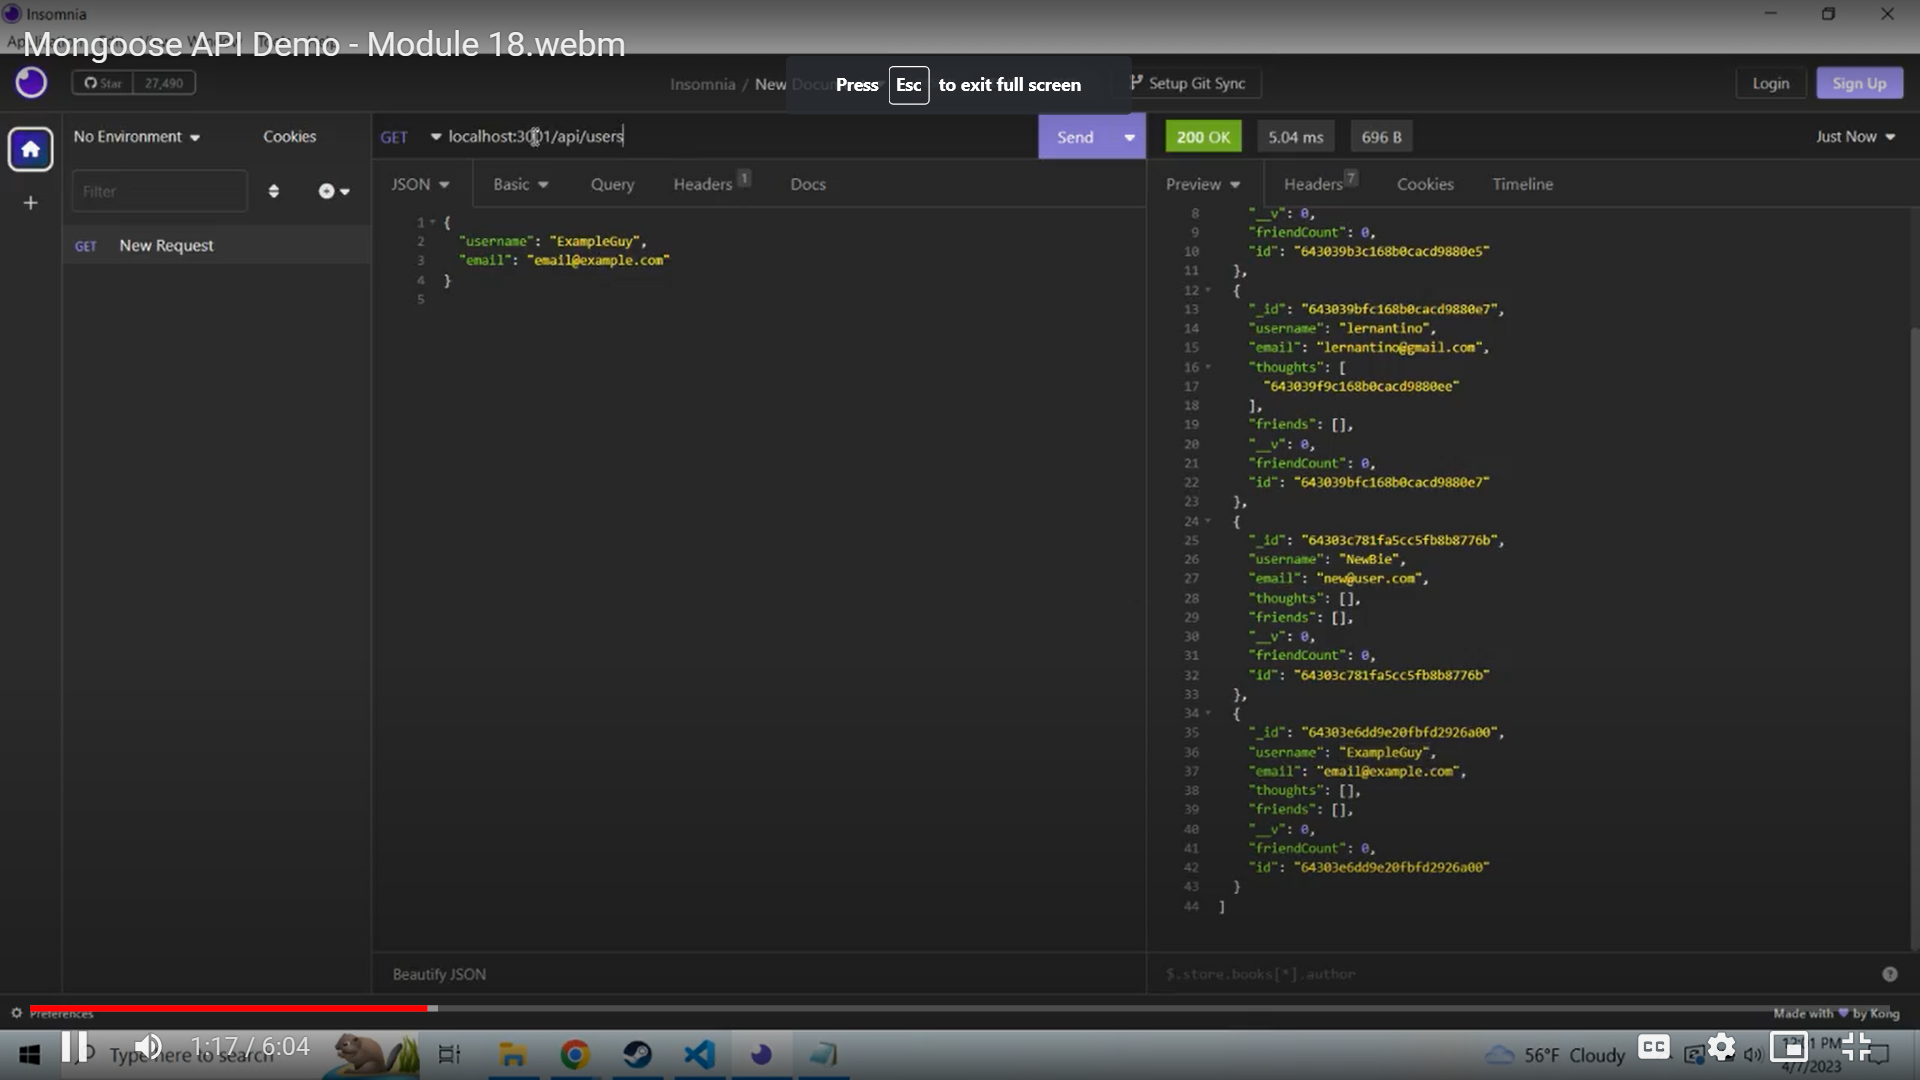 Insomnia
Mongoose API Demo - Module 18.webm
Star 27,490
Insomnia / New
Press Esc to exit full screen
Setup Git Sync
Login
Sign Up
No Environment
Cookies
GET localhost:3001/api/users
Send
200 OK
5.04 ms
696 B
Just Now
Filter
JSON
Basic
Query
Headers 1
Docs
Preview
Headers 7
Cookies
Timeline
GET New Request
1 {
2 "username": "ExampleGuy",
3 "email": "email@example.com"
4 }
5
8 "__v": 0,
9 "friendCount": 0,
10 "id": "643039b3c168b0cacd9880e5"
11 },
12 {
13 "_id": "643039bfc168b0cacd9880e7",
14 "username": "lernantino",
15 "email": "lernantino@gmail.com",
16 "thoughts": [
17 "643039f9c168b0cacd9880ee"
18 ],
19 "friends": [],
20 "__v": 0,
21 "friendCount": 0,
22 "id": "643039bfc168b0cacd9880e7"
23 },
24 {
25 "_id": "64303c781fa5cc5fb8b8776b",
26 "username": "NewBie",
27 "email": "new@user.com",
28 "thoughts": [],
29 "friends": [],
30 "__v": 0,
31 "friendCount": 0,
32 "id": "64303c781fa5cc5fb8b8776b"
33 },
34 {
35 "_id": "64303e6dd9e20fbfd2926a00",
36 "username": "ExampleGuy",
37 "email": "email@example.com",
38 "thoughts": [],
39 "friends": [],
40 "__v": 0,
41 "friendCount": 0,
42 "id": "64303e6dd9e20fbfd2926a00"
43 }
44 ]
Beautify JSON
$.store.books[*].author
Preferences
Made with ♥ by Kong
1:17 / 6:04
Type here to search
56°F Cloudy
CC
PM
4/7/2023